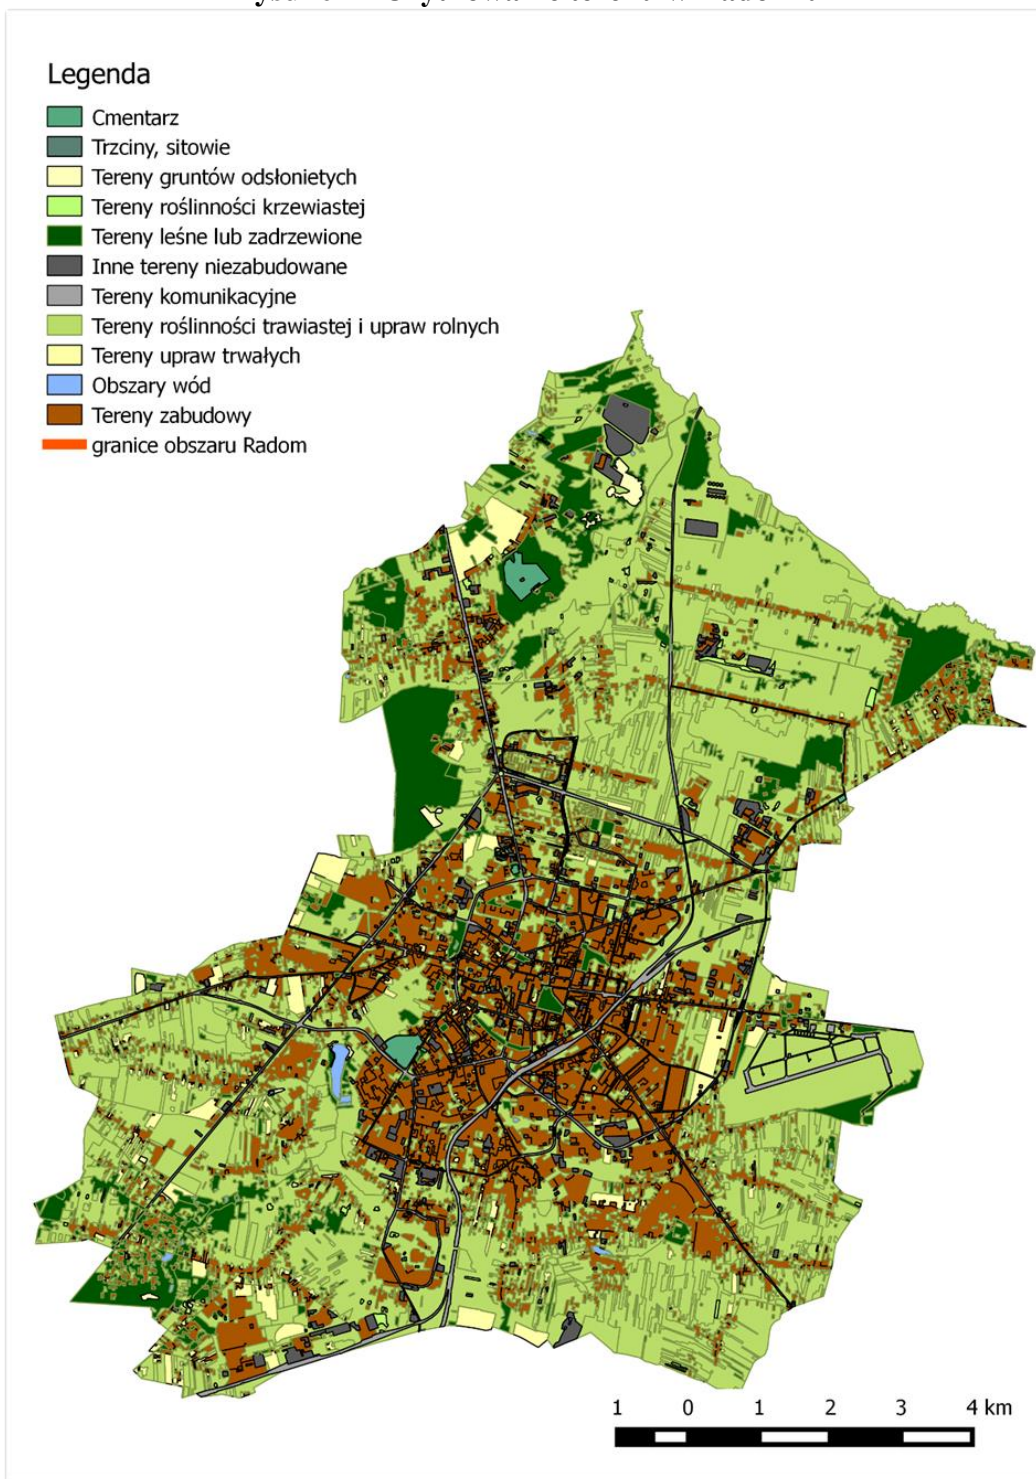 Legenda
Cmentarz
Trzciny, sitowie
Tereny gruntów odsłonietych
Tereny roślinności krzewiastej
Tereny leśne lub zadrzewione
Inne tereny niezabudowane
Tereny komunikacyjne
Tereny roślinności trawiastej i upraw rolnych
Tereny upraw trwałych
Obszary wód
Tereny zabudowy
granice obszaru Radom
1 0 1 2 3 4 km